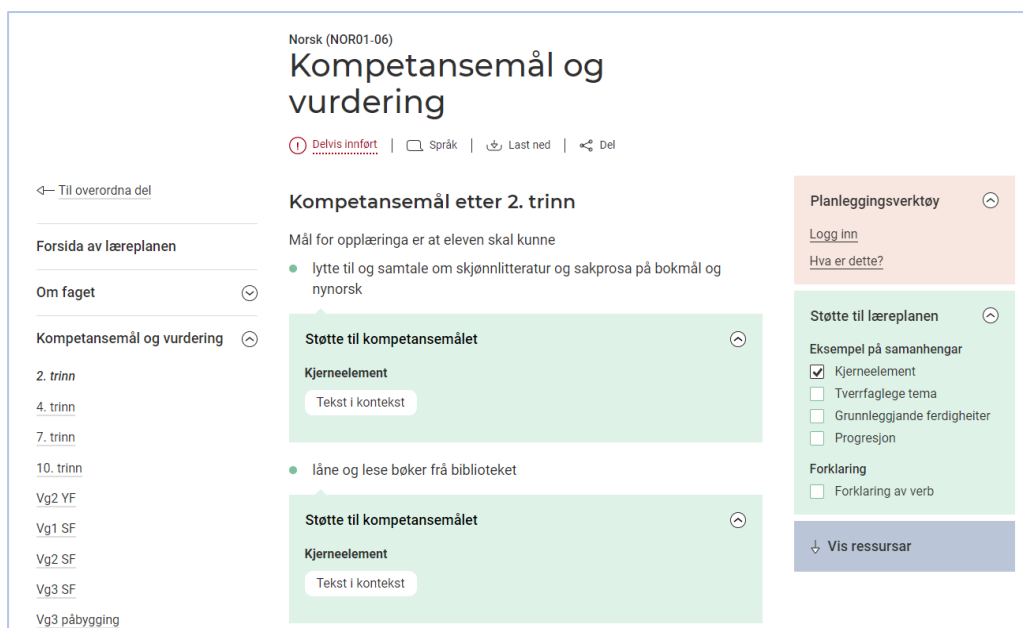 Norsk (NOR01-06)
Kompetansemål og
vurdering
Delvis innført
Språk
Last ned
Del
Til overordna del
Forsida av læreplanen
Om faget
Kompetansemål og vurdering
2. trinn
4. trinn
7. trinn
10. trinn
Vg2 YF
Vg1 SF
Vg2 SF
Vg3 SF
Vg3 påbygging
Kompetansemål etter 2. trinn
Mål for opplæringa er at eleven skal kunne
lytte til og samtale om skjønnlitteratur og sakprosa på bokmål og
nynorsk
Støtte til kompetansemålet
Kjerneelement
Tekst i kontekst
låne og lese bøker frå biblioteket
Støtte til kompetansemålet
Kjerneelement
Tekst i kontekst
Planleggingsverktøy
Logg inn
Hva er dette?
Støtte til læreplanen
Eksempel på samanhengar
Kjerneelement
Tverrfaglege tema
Grunnleggjande ferdigheiter
Progresjon
Forklaring
Forklaring av verb
Vis ressursar